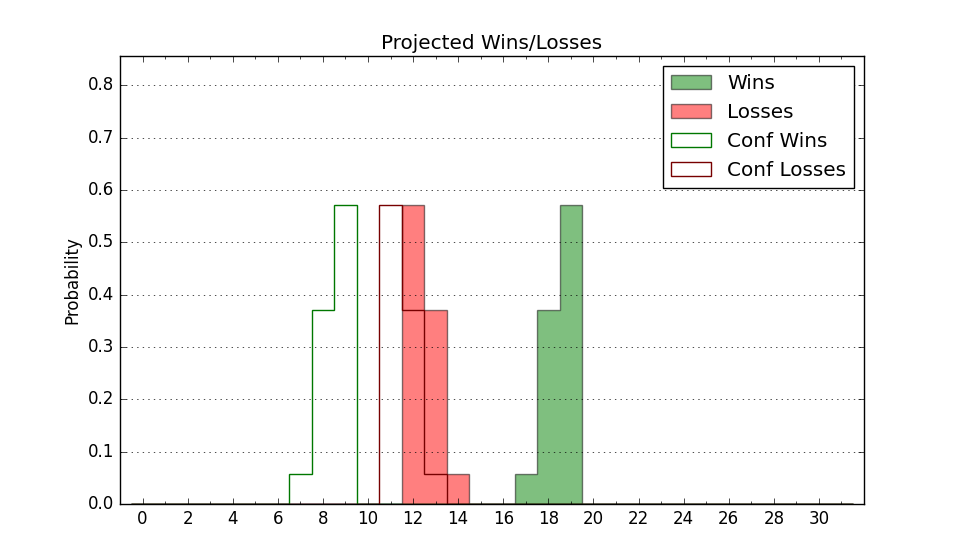 Projected Wins/Losses
Wins
Losses
Conf Wins
Conf Losses
Probability
0.8
0.7
0.6
0.5
0.4
0.3
0.2
0.1
0.0
0 2 4 6 8 10 12 14 16 18 20 22 24 26 28 30